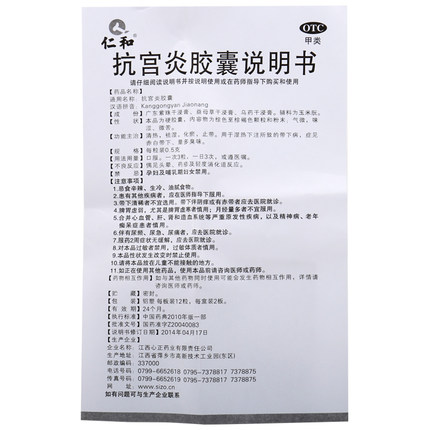 仁和
抗宫炎胶囊说明书
OTC
甲类
请仔细阅读说明书并按说明使用或在药师指导下购买和使用
【药品名称】
通用名称：抗宫炎胶囊
汉语拼音：Kanggongyan Jiaonang
【成　　份】广东紫珠干浸膏、益母草干浸膏、乌药干浸膏。辅料为玉米朊。
【性　　状】本品为硬胶囊，内容物为棕色至棕褐色颗粒和粉末，气微，味涩、微苦。
【功能主治】清热，祛湿，化瘀，止带。用于湿热下注所致的带下病，症见赤白带下、量多臭味。
【规　　格】每粒装0.5克
【用法用量】口服。一次3粒，一日3次，或遵医嘱。
【不良反应】偶见头晕，药后及轻度消化道反应。
【禁　　忌】孕妇及哺乳期妇女禁用。
【注意事项】
1.忌食辛辣、生冷、油腻食物。
2.患有其他疾病者，应在医师指导下服用。
3.带下清稀者不宜选用。带下伴阴痒或有赤带者应去医院就诊。
4.脾胃虚弱，尤其是脾胃虚寒者慎用；月经量多者不宜服用。
5.合并心血管、肝、肾和造血系统等严重原发性疾病，以及精神病、老年痴呆症患者慎用
6.伴有尿频、尿急、尿痛者，应去医院就诊。
7.服药2周症状无缓解，应去医院就诊。
8.对本品过敏者禁用，过敏体质者慎用。
9.本品性状发生改变时禁止使用。
10.请将本品放在儿童不能接触的地方。
11.如正在使用其他药品，使用本品前请咨询医师或药师。
【药物相互作用】如与其他药物同时使用可能会发生药物相互作用，详情请咨询医师或药师。
【贮　　藏】密封。
【包　　装】铝塑 每板装12粒，每盒装2板。
【有 效 期】24个月。
【执行标准】中国药典2010年版一部
【批准文号】国药准字Z20040083
【说明书修订日期】2014年04月17日
【生产企业】
企业名称：江西心正药业有限责任公司
生产地址：江西省萍乡市高新技术工业园(东区)
邮政编码：337000
电话号码：0799-6652618 0795-7378817 7378875
传真号码：0799-6652619 0795-7378817 7378875
网　　址：www.sizo.cn
如有问题可与生产企业联系